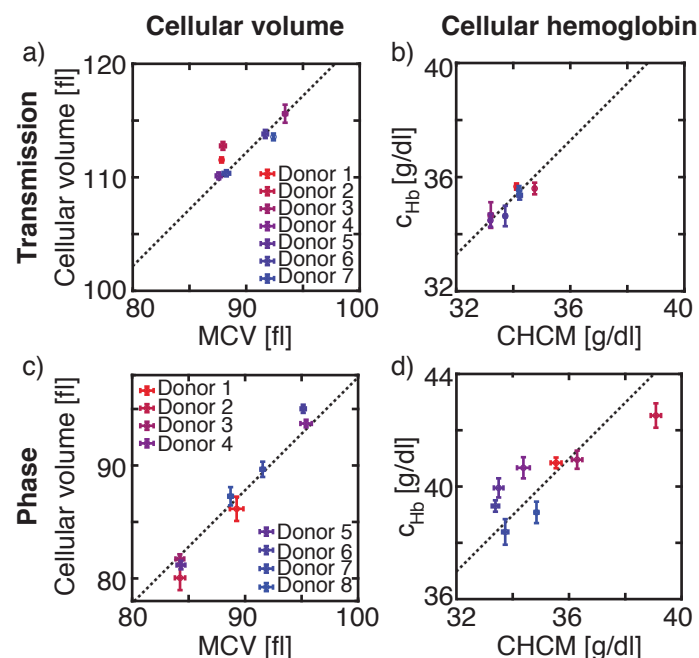 Cellular volume
Cellular hemoglobin
Transmission
a)
Cellular volume [fl]
120
110
100
80
90
100
MCV [fl]
Donor 1
Donor 2
Donor 3
Donor 4
Donor 5
Donor 6
Donor 7
b)
cHb [g/dl]
40
36
32
32
36
40
CHCM [g/dl]
Phase
c)
Cellular volume [fl]
90
80
80
90
100
MCV [fl]
Donor 1
Donor 2
Donor 3
Donor 4
Donor 5
Donor 6
Donor 7
Donor 8
d)
cHb [g/dl]
44
40
36
32
36
40
CHCM [g/dl]